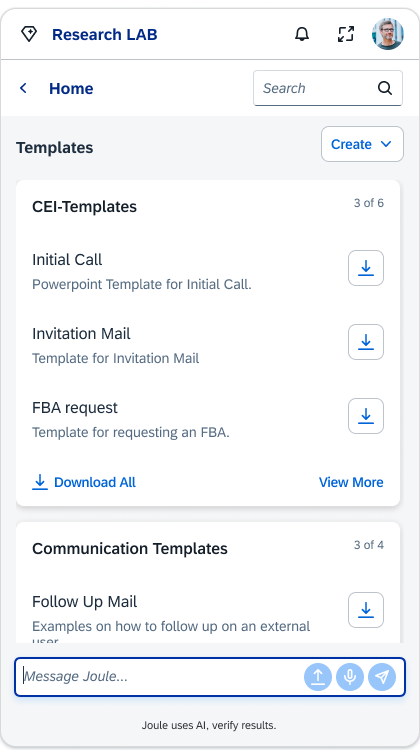 Research LAB
Home
Search
Templates
Create
CEI-Templates
3 of 6
Initial Call
Powerpoint Template for Initial Call.
Invitation Mail
Template for Invitation Mail
FBA request
Template for requesting an FBA.
Download All
View More
Communication Templates
3 of 4
Follow Up Mail
Examples on how to follow up on an external
user
Message Joule...
Joule uses AI, verify results.